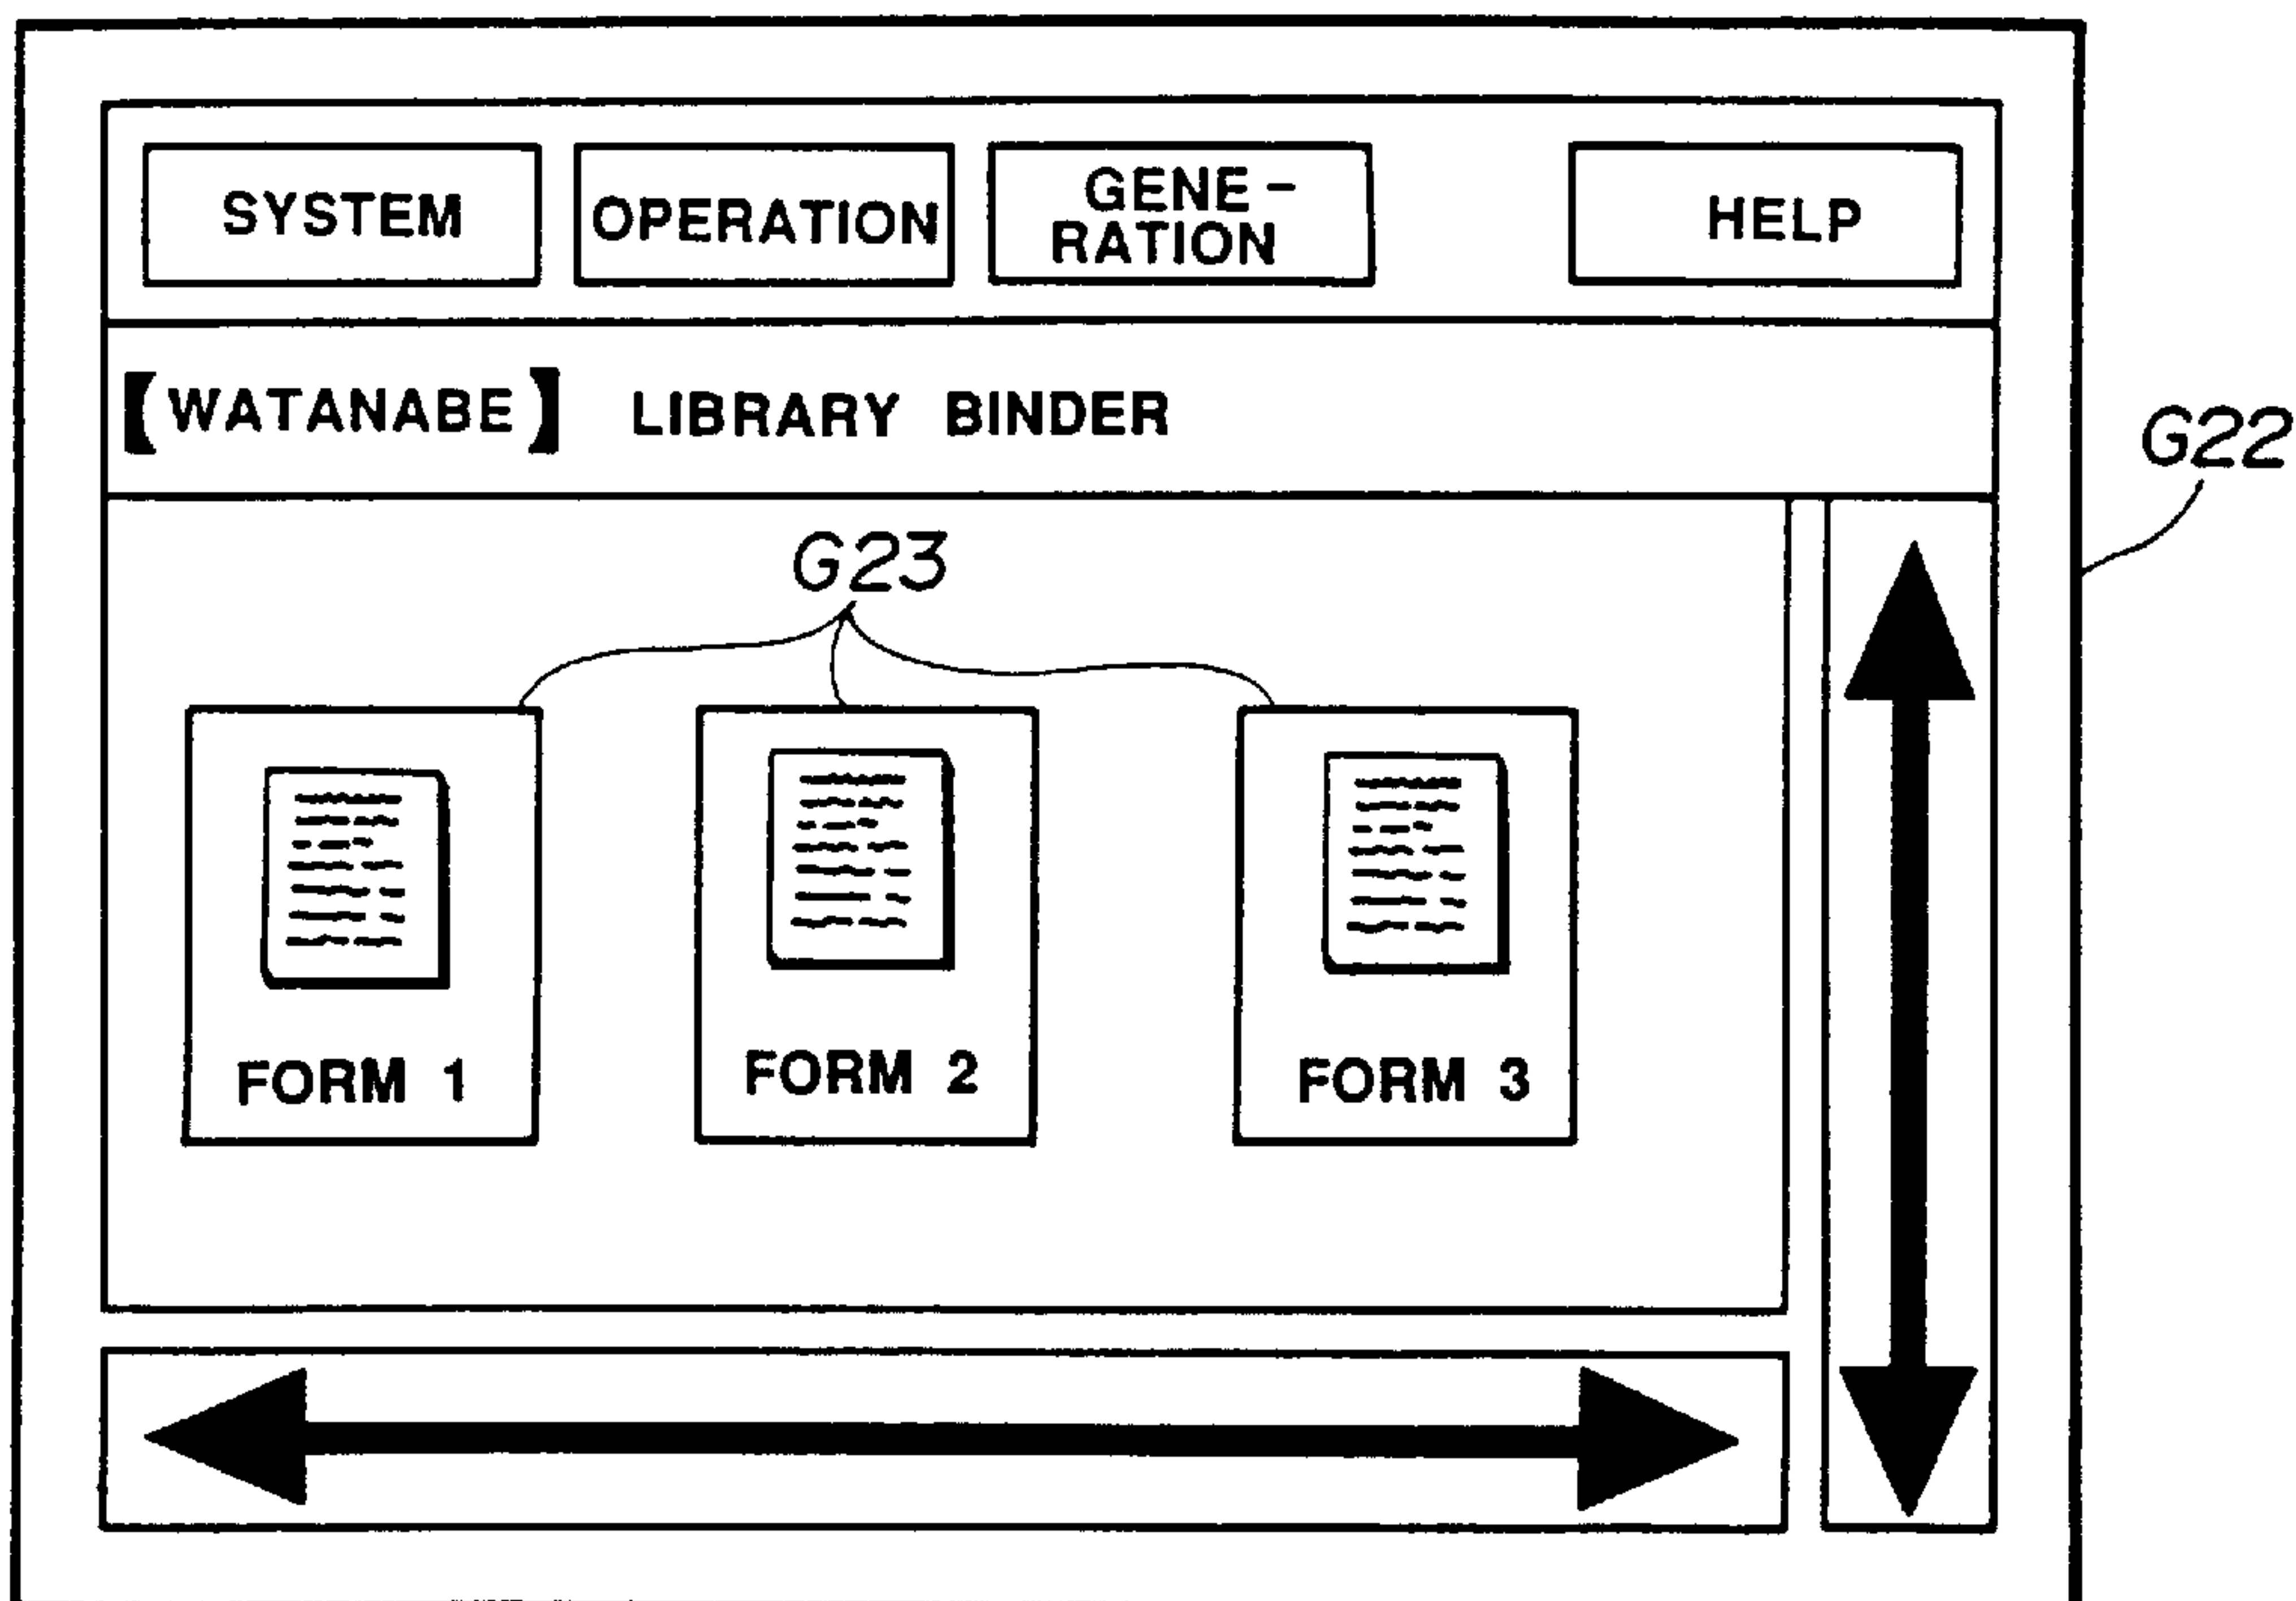 SYSTEM
OPERATION
GENE-
RATION
HELP
【WATANABE】 LIBRARY BINDER
G22
G23
FORM 1
FORM 2
FORM 3